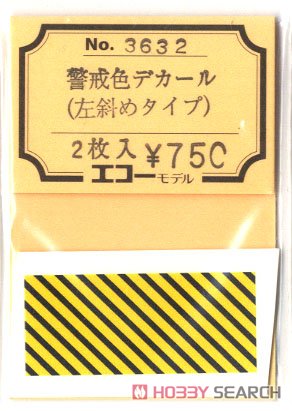 No. 3632
警戒色デカール
(左斜めタイプ)
2枚入 ¥750
エコーモデル
HOBBY SEARCH